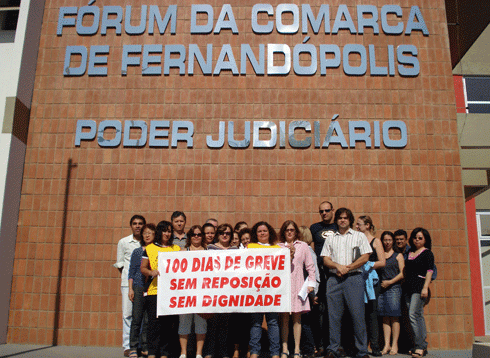 FÓRUM DA COMARCA
DE FERNANDÓPOLIS
PODER JUDICIÁRIO
100 DIAS DE GREVE
SEM REPOSIÇÃO
SEM DIGNIDADE